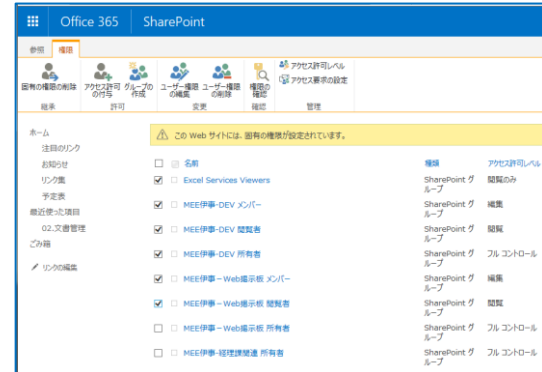 Office 365 SharePoint
参照 権限
固有の権限の削除 アクセス許可の付与 グループの作成 ユーザー権限の編集 ユーザー権限の削除 権限の確認 アクセス許可レベル
アクセス要求の設定
継承 許可 変更 確認 管理
ホーム
注目のリンク
お知らせ
リンク集
予定表
最近使った項目
02.文書管理
ごみ箱
リンクの編集
この Web サイトには、固有の権限が設定されています。
名前 種類 アクセス許可レベル
Excel Services Viewers SharePoint グループ 閲覧のみ
MEE伊事-DEV メンバー SharePoint グループ 編集
MEE伊事-DEV 閲覧者 SharePoint グループ 閲覧
MEE伊事-DEV 所有者 SharePoint グループ フル コントロール
MEE伊事－Web掲示板 メンバー SharePoint グループ 編集
MEE伊事－Web掲示板 閲覧者 SharePoint グループ 閲覧
MEE伊事－Web掲示板 所有者 SharePoint グループ フル コントロール
MEE伊事-経理課関連 所有者 SharePoint グループ フル コントロール